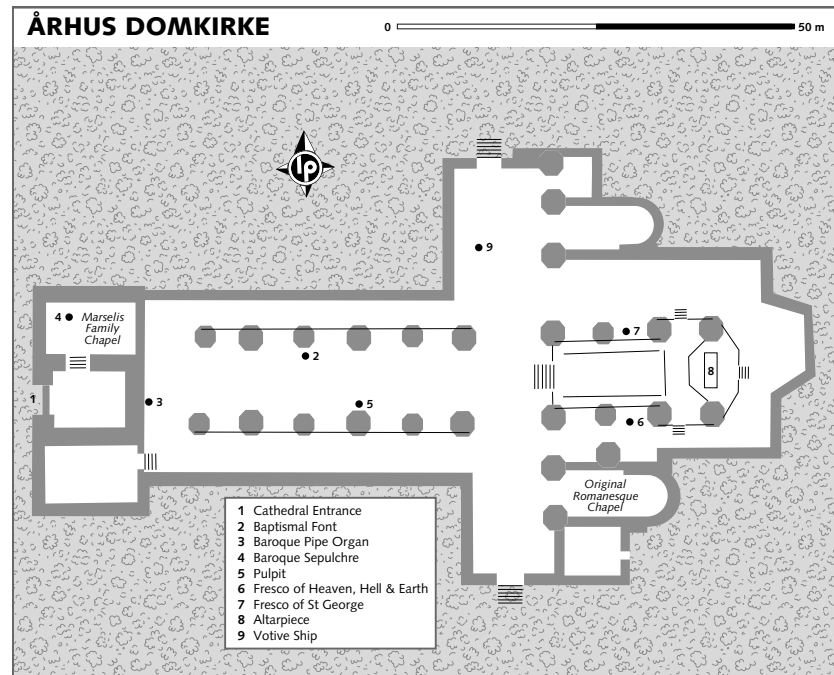 ÅRHUS DOMKIRKE
0 50 m
lp
9
4 Marselis
Family
Chapel
7
2
8
1
3
5
6
Original
Romanesque
Chapel
1 Cathedral Entrance
2 Baptismal Font
3 Baroque Pipe Organ
4 Baroque Sepulchre
5 Pulpit
6 Fresco of Heaven, Hell & Earth
7 Fresco of St George
8 Altarpiece
9 Votive Ship